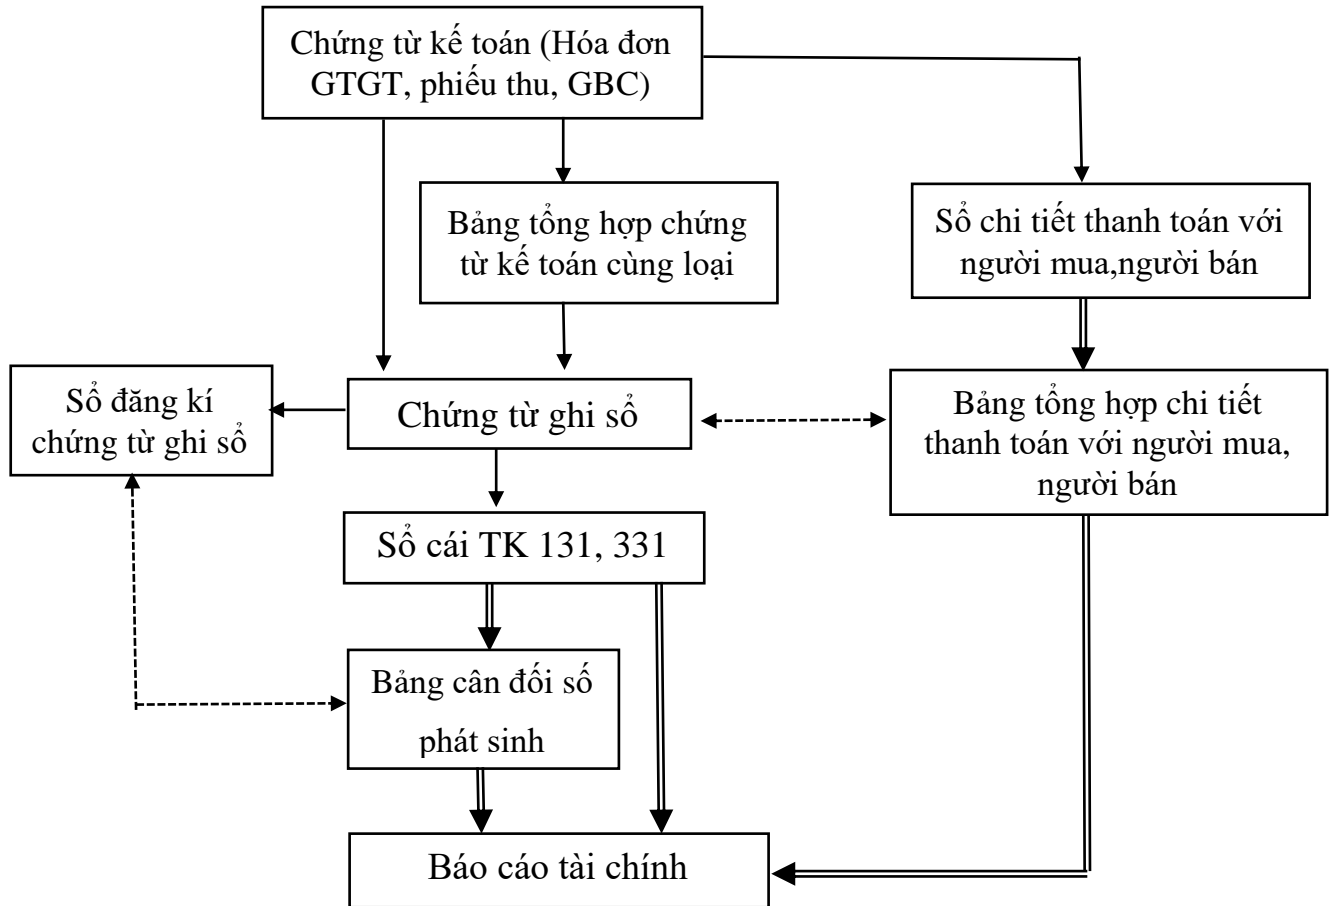 Chứng từ kế toán (Hóa đơn
GTGT, phiếu thu, GBC)
Bảng tổng hợp chứng
từ kế toán cùng loại
Sổ chi tiết thanh toán với
người mua,người bán
Sổ đăng kí
chứng từ ghi sổ
Chứng từ ghi sổ
Bảng tổng hợp chi tiết
thanh toán với người mua,
người bán
Sổ cái TK 131, 331
Bảng cân đối số
phát sinh
Báo cáo tài chính